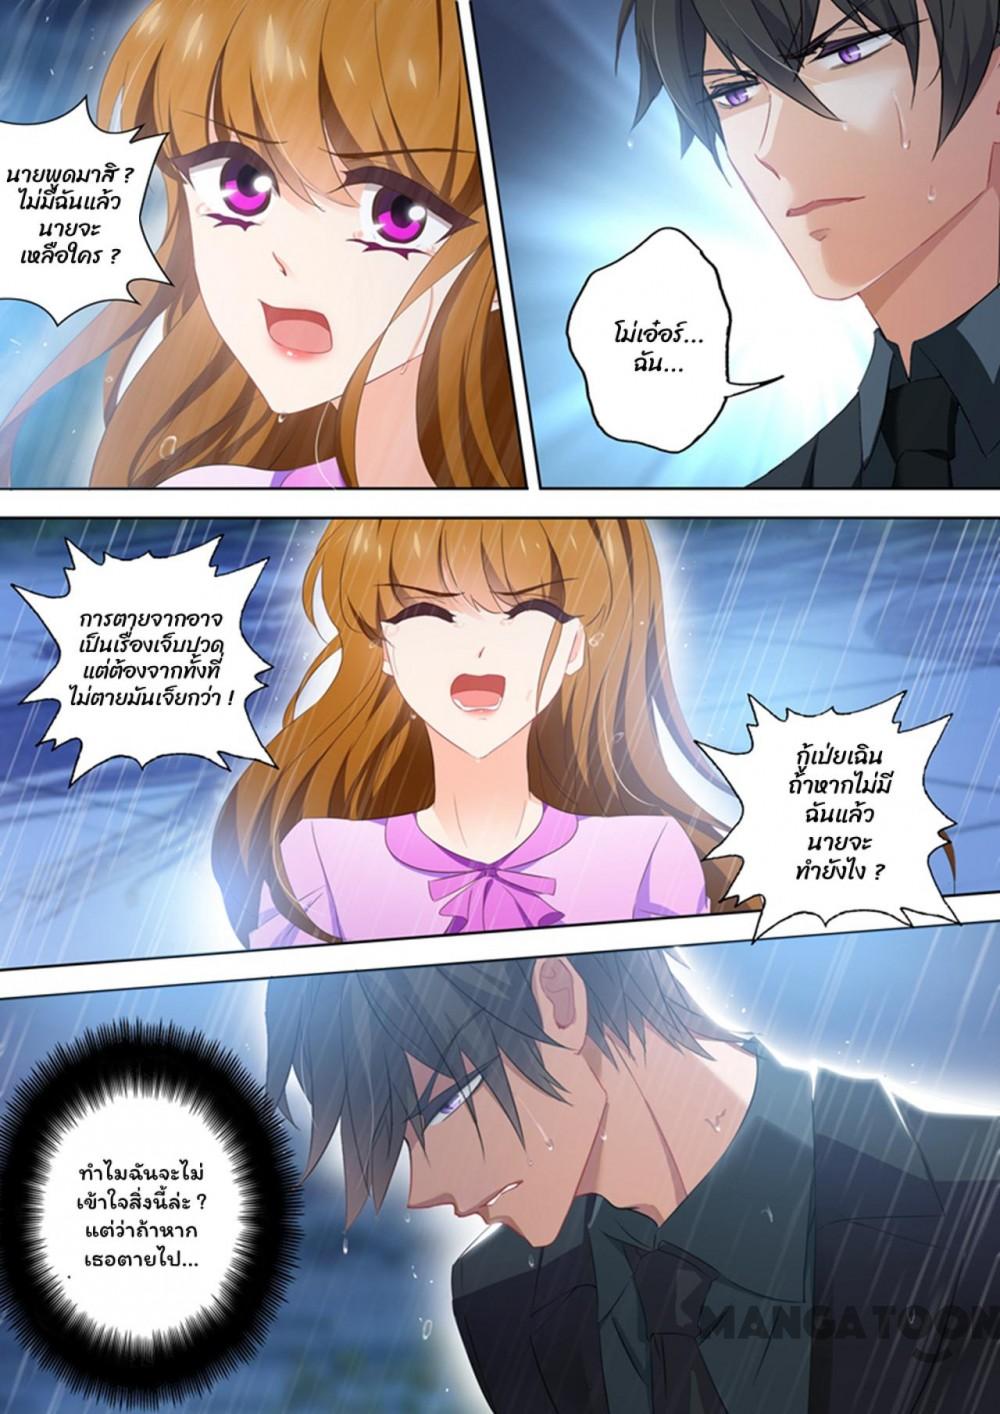 นายพูดมาสิ ?
ไม่มีฉันแล้ว
นายจะ
เหลือใคร ?
โม่เอ๋อร์...
ฉัน...
การตายจากอาจ
เป็นเรื่องเจ็บปวด
แต่ต้องจากทั้งที่
ไม่ตายมันเจ็ยกว่า !
กู้เป่ยเฉิน
ถ้าหากไม่มี
ฉันแล้ว
นายจะ
ทำยังไง ?
ทำไมฉันจะไม่
เข้าใจสิ่งนี้ล่ะ ?
แต่ว่าถ้าหาก
เธอตายไป...
MANGATOON